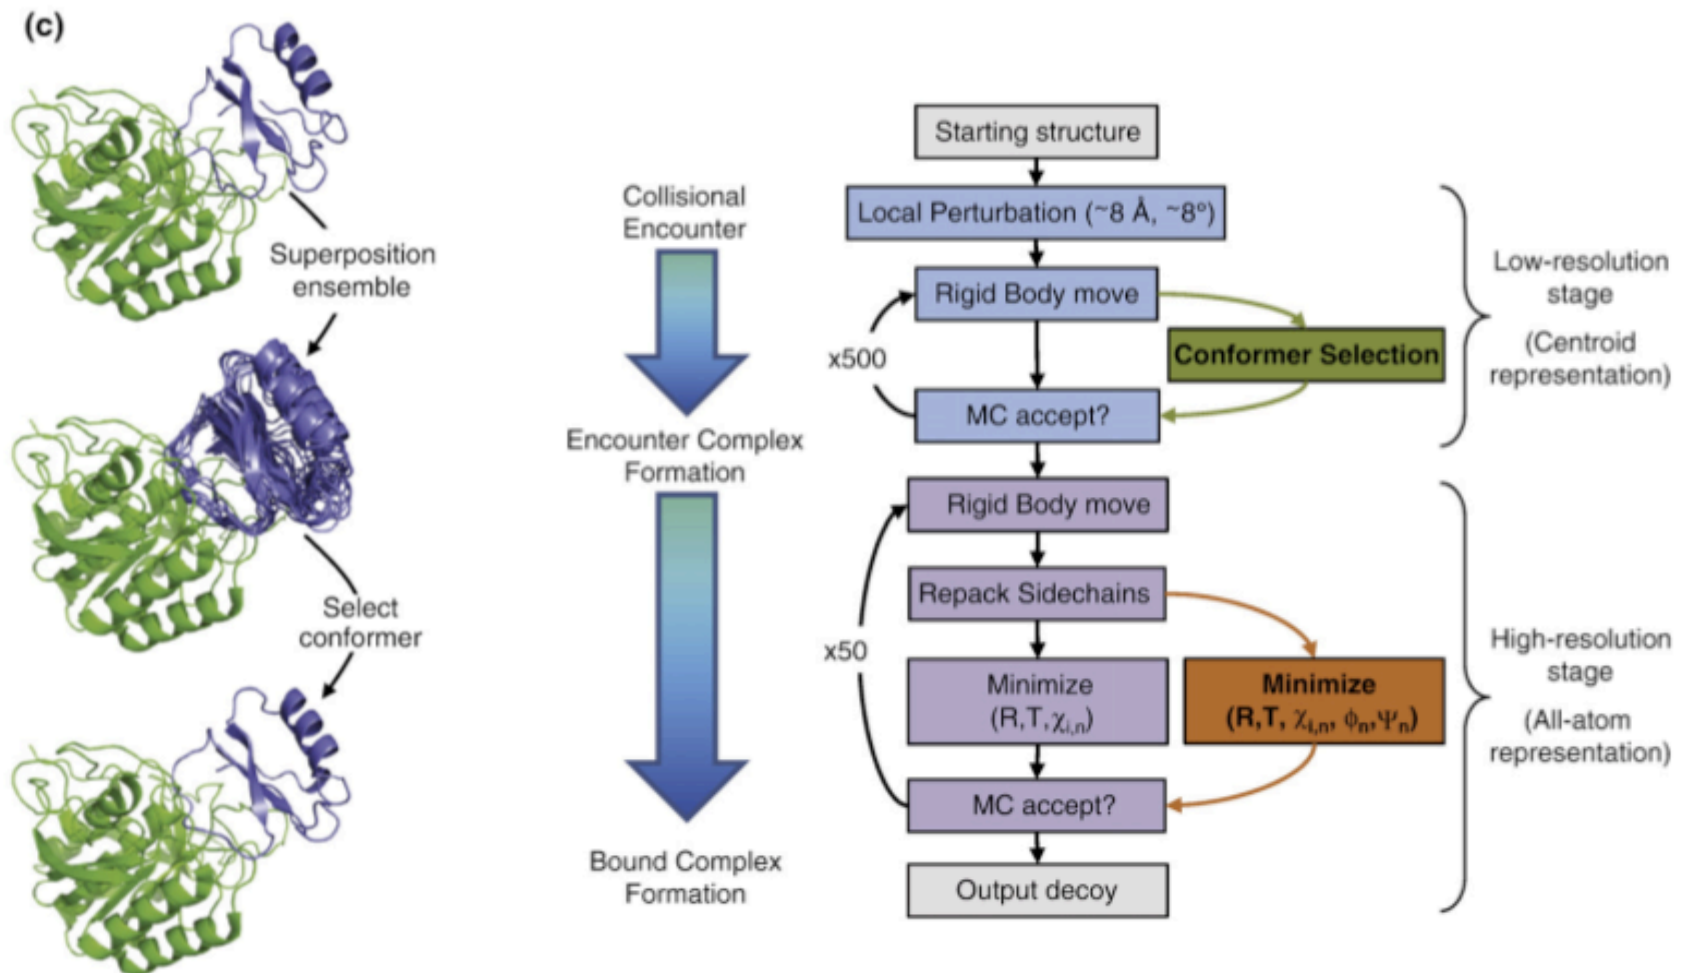 (c)
Superposition
ensemble
Select
conformer
Collisional
Encounter
Encounter Complex
Formation
Bound Complex
Formation
Starting structure
Local Perturbation (~8 Å, ~8°)
Rigid Body move
x500
Conformer Selection
MC accept?
Rigid Body move
Repack Sidechains
x50
Minimize
(R,T,χi,n)
Minimize
(R,T, χi,n, ϕn,Ψn)
MC accept?
Output decoy
Low-resolution
stage
(Centroid
representation)
High-resolution
stage
(All-atom
representation)